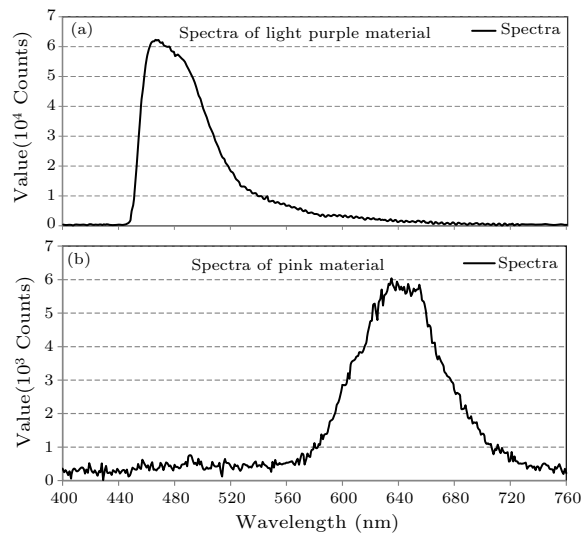 7
(a)
Spectra of light purple material
Spectra
6
5
4
3
2
1
0
Value(10⁴ Counts)
7
(b)
Spectra of pink material
Spectra
6
5
4
3
2
1
0
Value(10³ Counts)
400 440 480 520 560 600 640 680 720 760
Wavelength (nm)